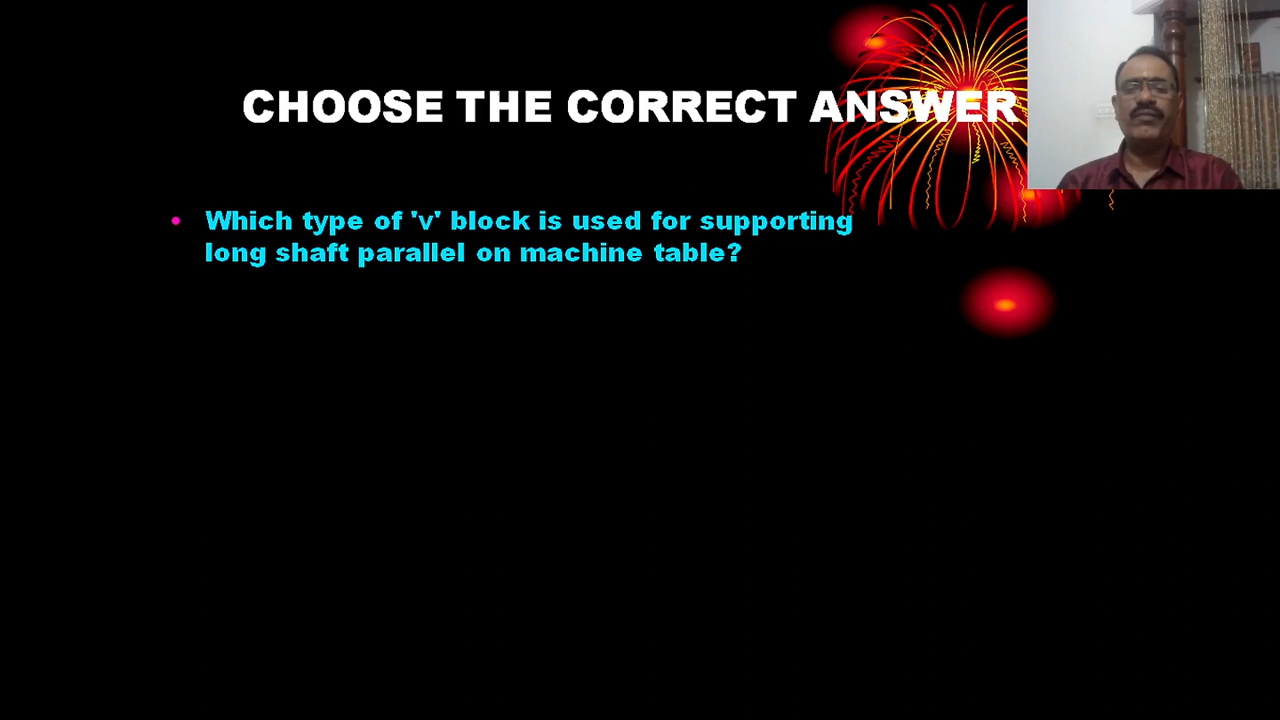 CHOOSE THE CORRECT ANSWER
• Which type of 'v' block is used for supporting
long shaft parallel on machine table?